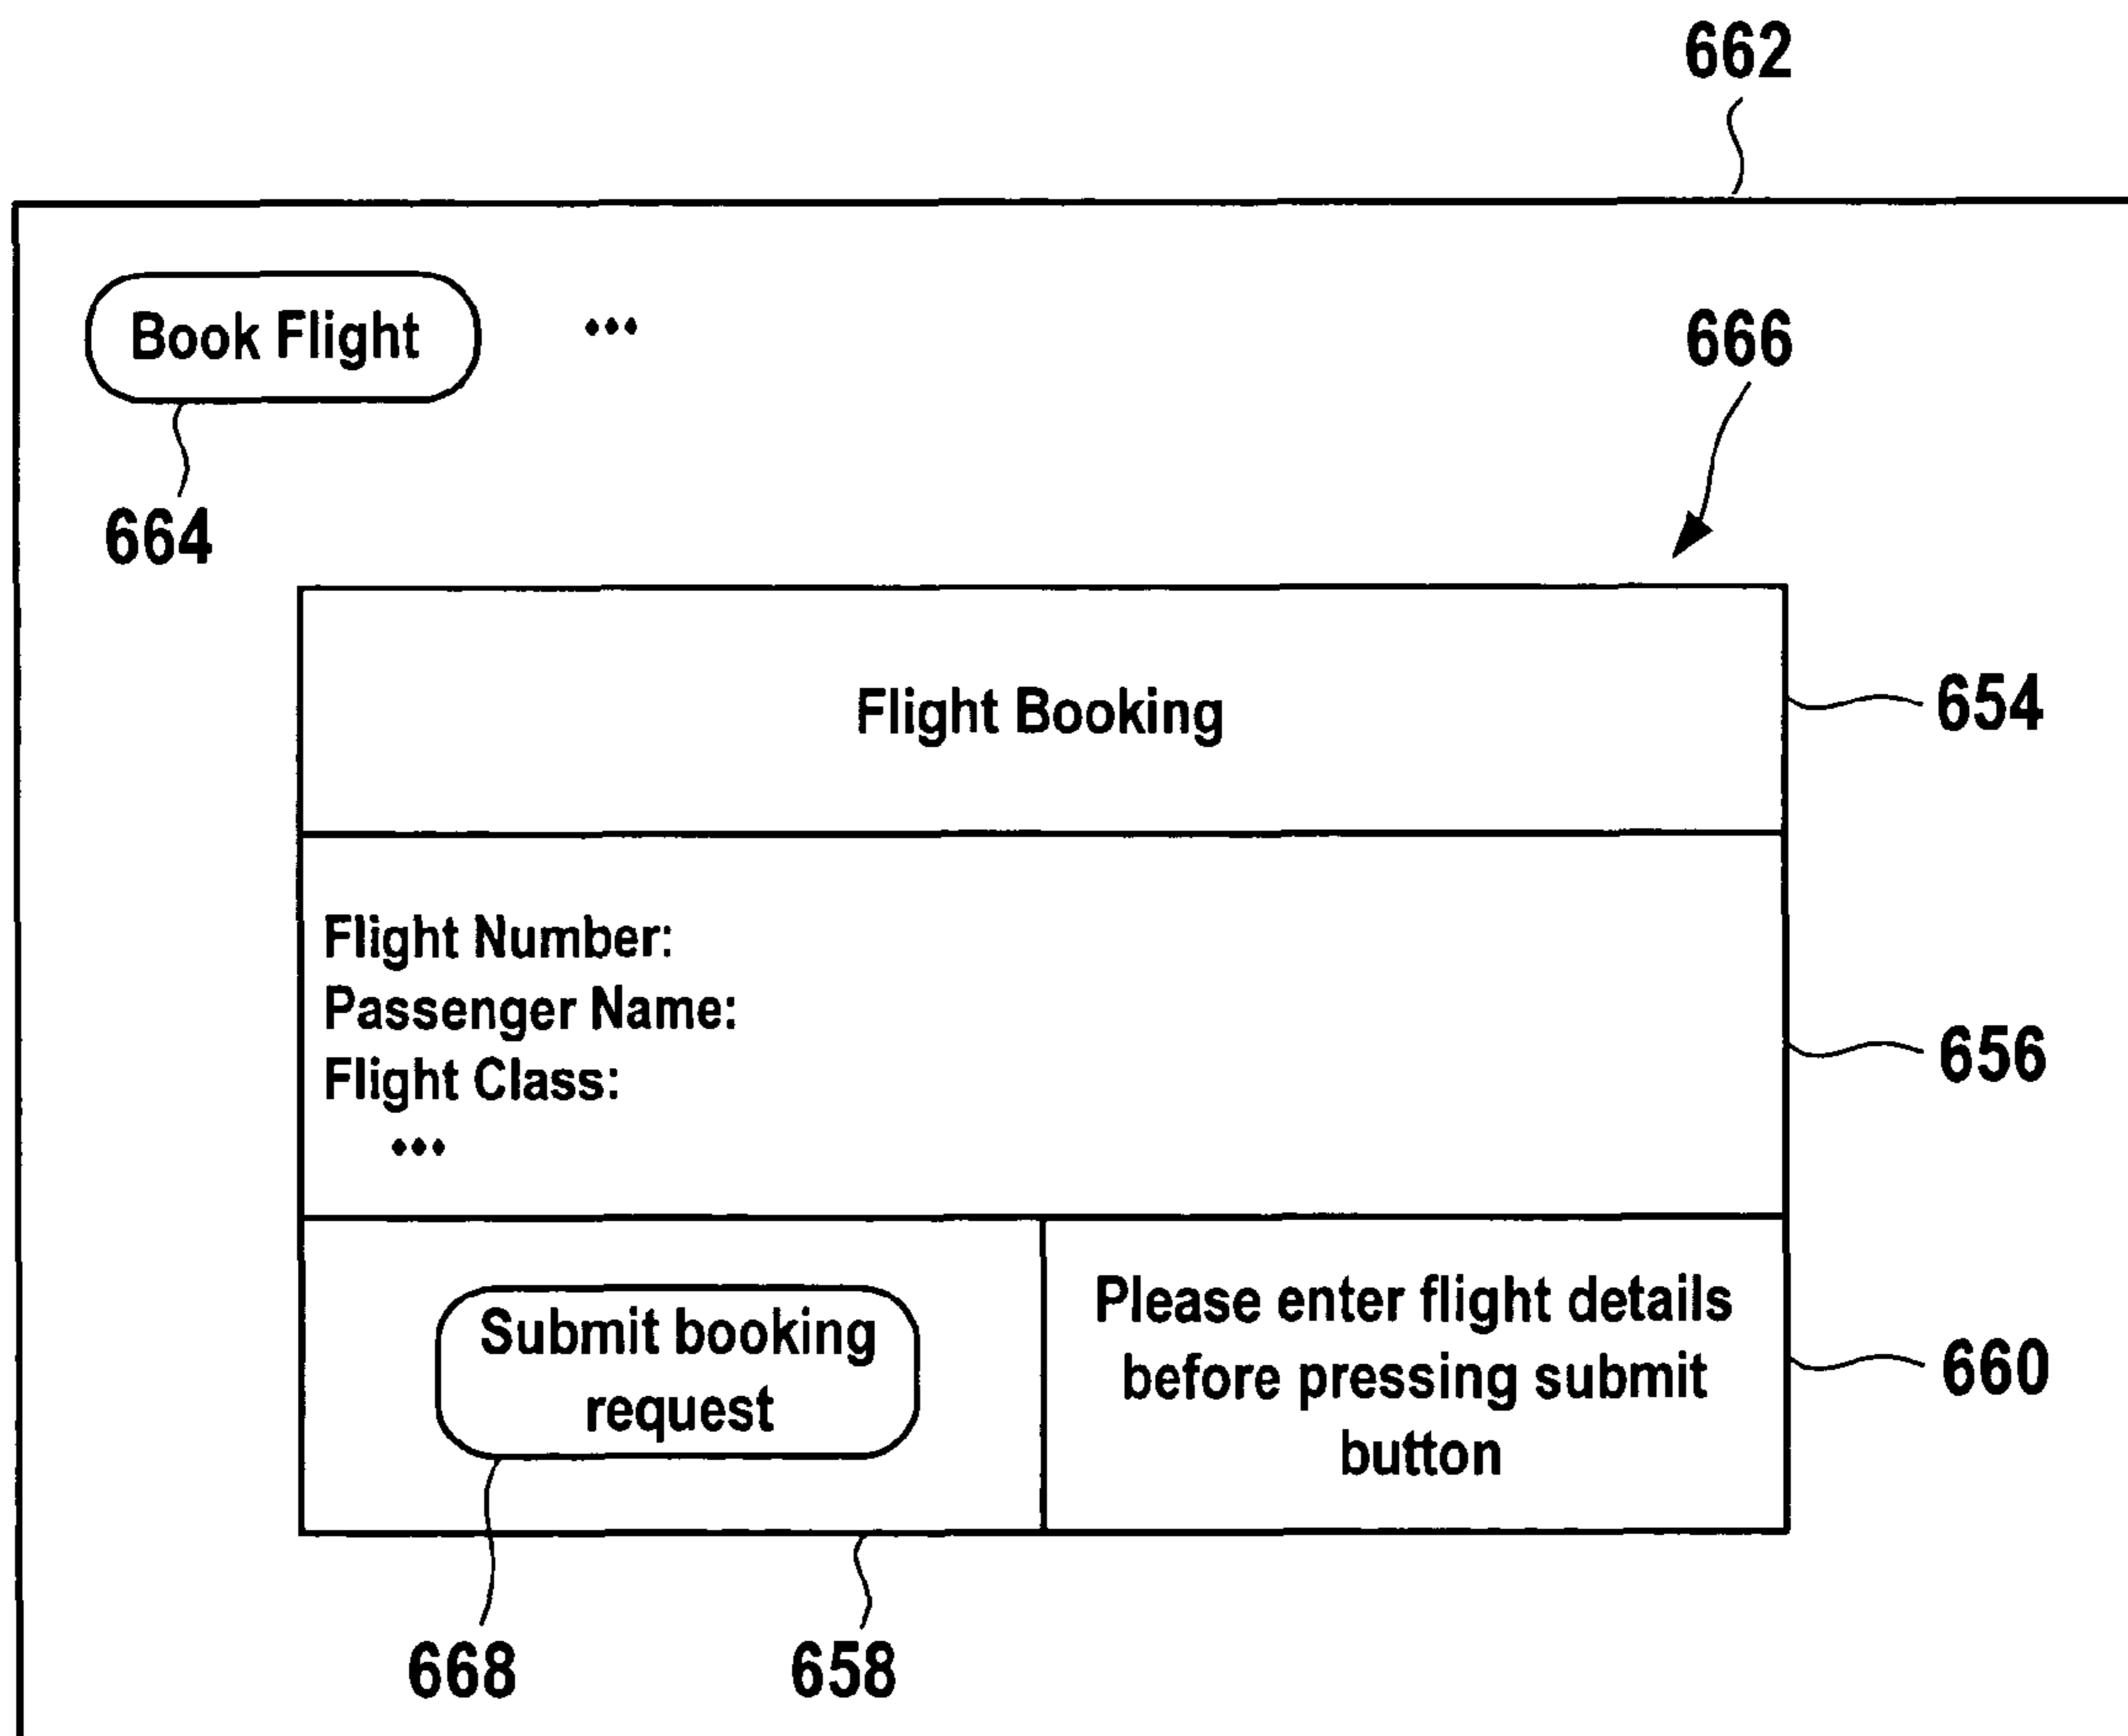 662
Book Flight •••
666
664
Flight Booking
654
Flight Number:
Passenger Name:
Flight Class:
•••
656
Submit booking
request
Please enter flight details
before pressing submit
button
660
668
658